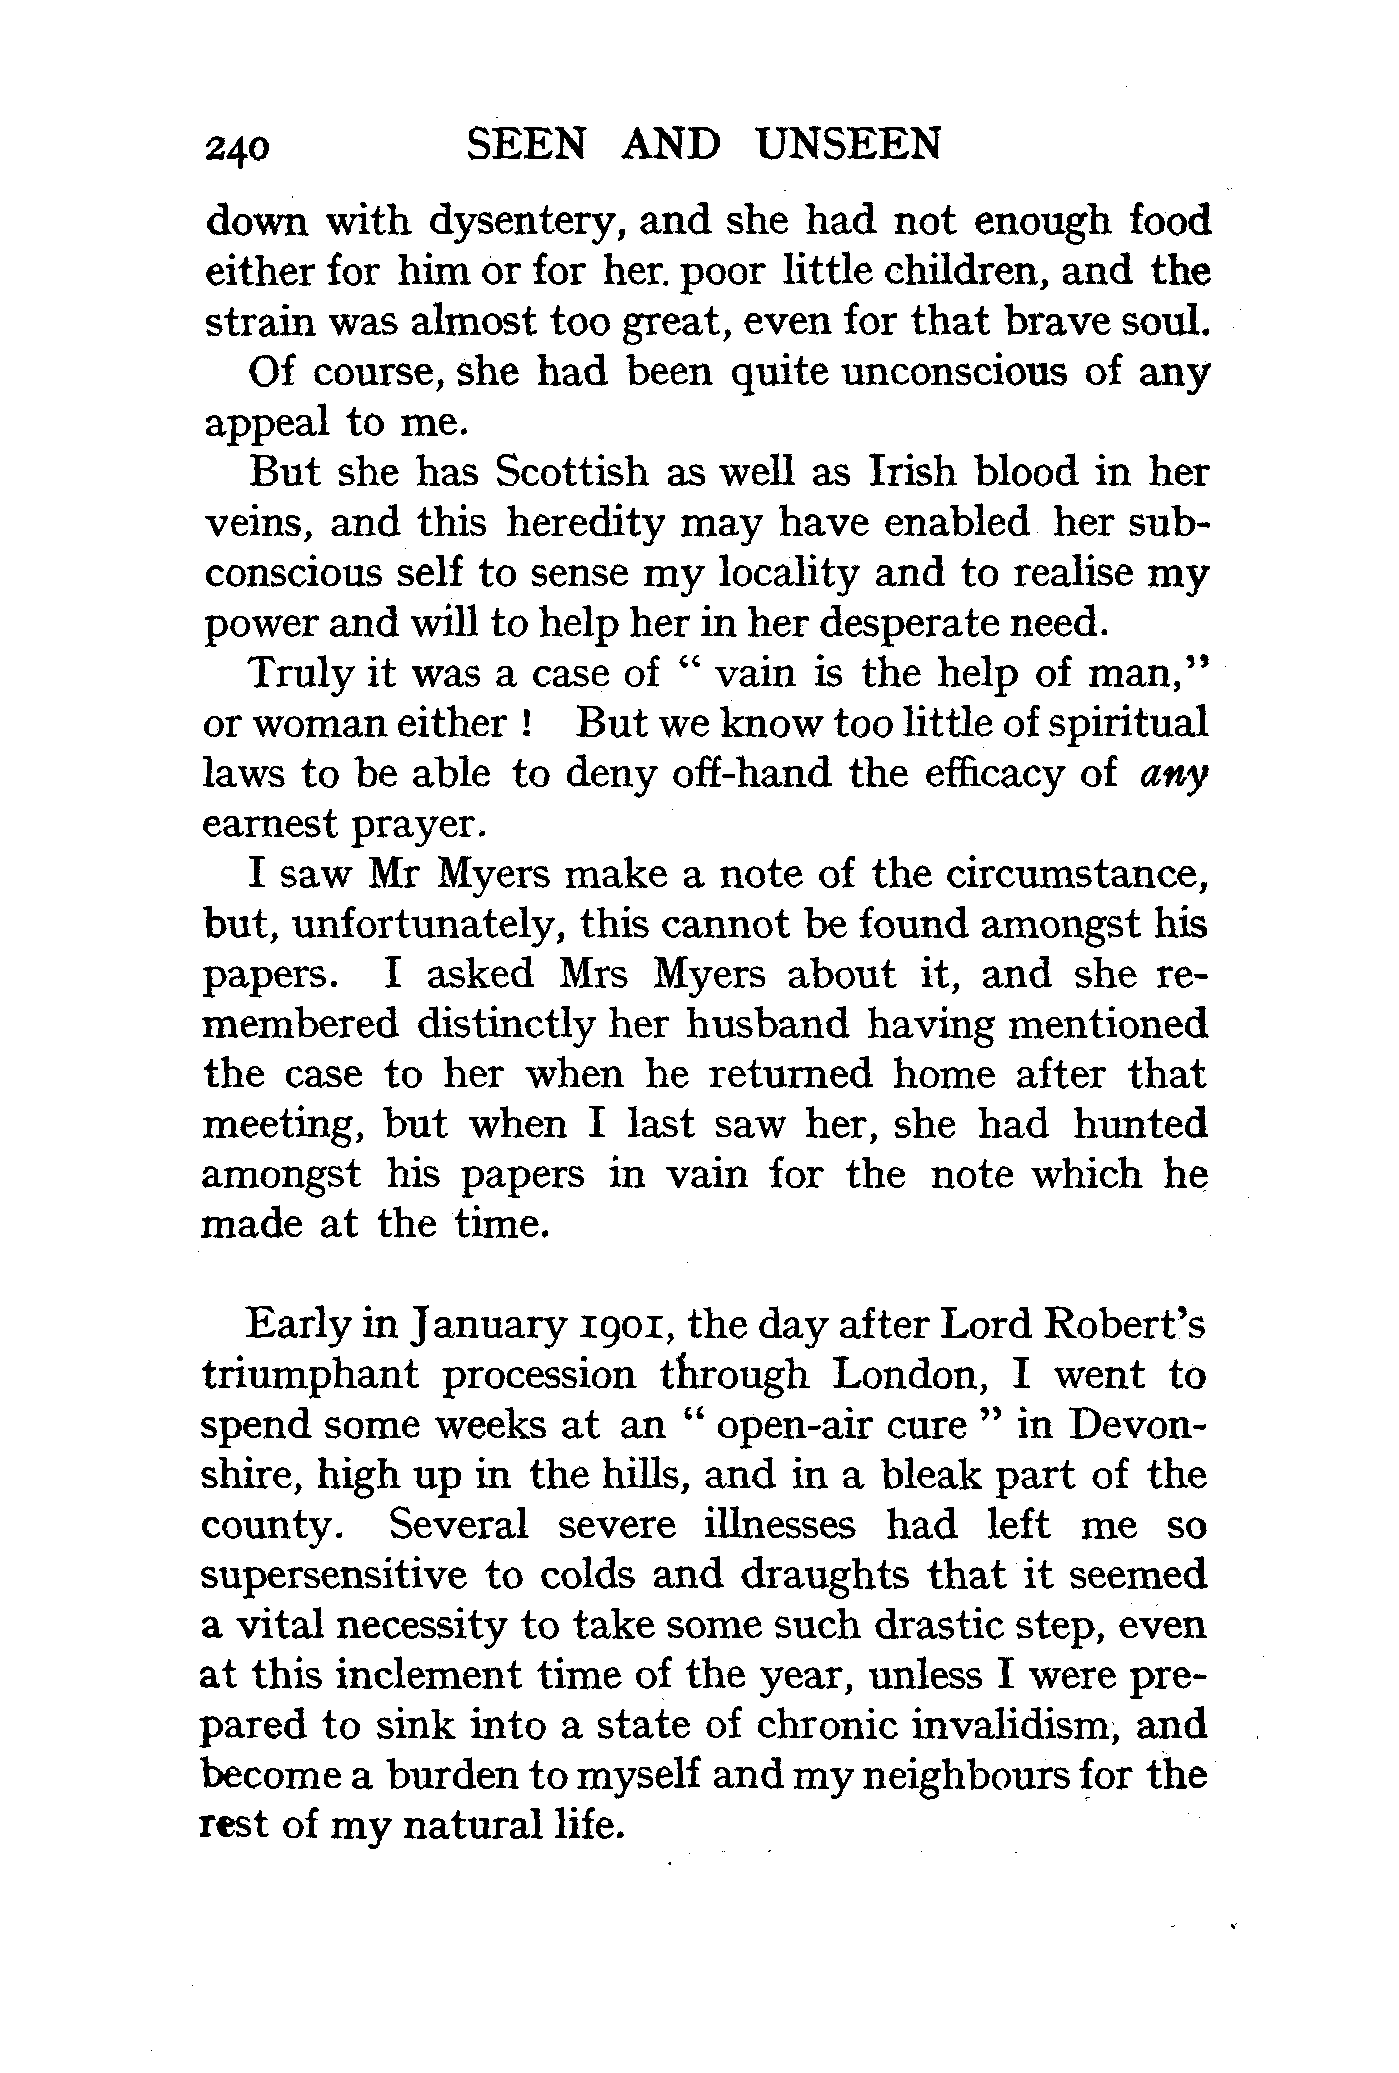 240 SEEN AND UNSEEN
down with dysentery, and she had not enough food
either for him or for her. poor little children, and the
strain was almost too great, even for that brave soul.
Of course, she had been quite unconscious of any
appeal to me.
But she has Scottish as well as Irish blood in her
veins, and this heredity may have enabled her sub-
conscious self to sense my locality and to realise my
power and will to help her in her desperate need.
Truly it was a case of “ vain is the help of man,”
or woman either ! But we know too little of spiritual
laws to be able to deny off-hand the efficacy of any
earnest prayer.
I saw Mr Myers make a note of the circumstance,
but, unfortunately, this cannot be found amongst his
papers. I asked Mrs Myers about it, and she re-
membered distinctly her husband having mentioned
the case to her when he returned home after that
meeting, but when I last saw her, she had hunted
amongst his papers in vain for the note which he
made at the time.
Early in January 1901, the day after Lord Robert’s
triumphant procession through London, I went to
spend some weeks at an “ open-air cure ” in Devon-
shire, high up in the hills, and in a bleak part of the
county. Several severe illnesses had left me so
supersensitive to colds and draughts that it seemed
a vital necessity to take some such drastic step, even
at this inclement time of the year, unless I were pre-
pared to sink into a state of chronic invalidism, and
become a burden to myself and my neighbours for the
rest of my natural life.